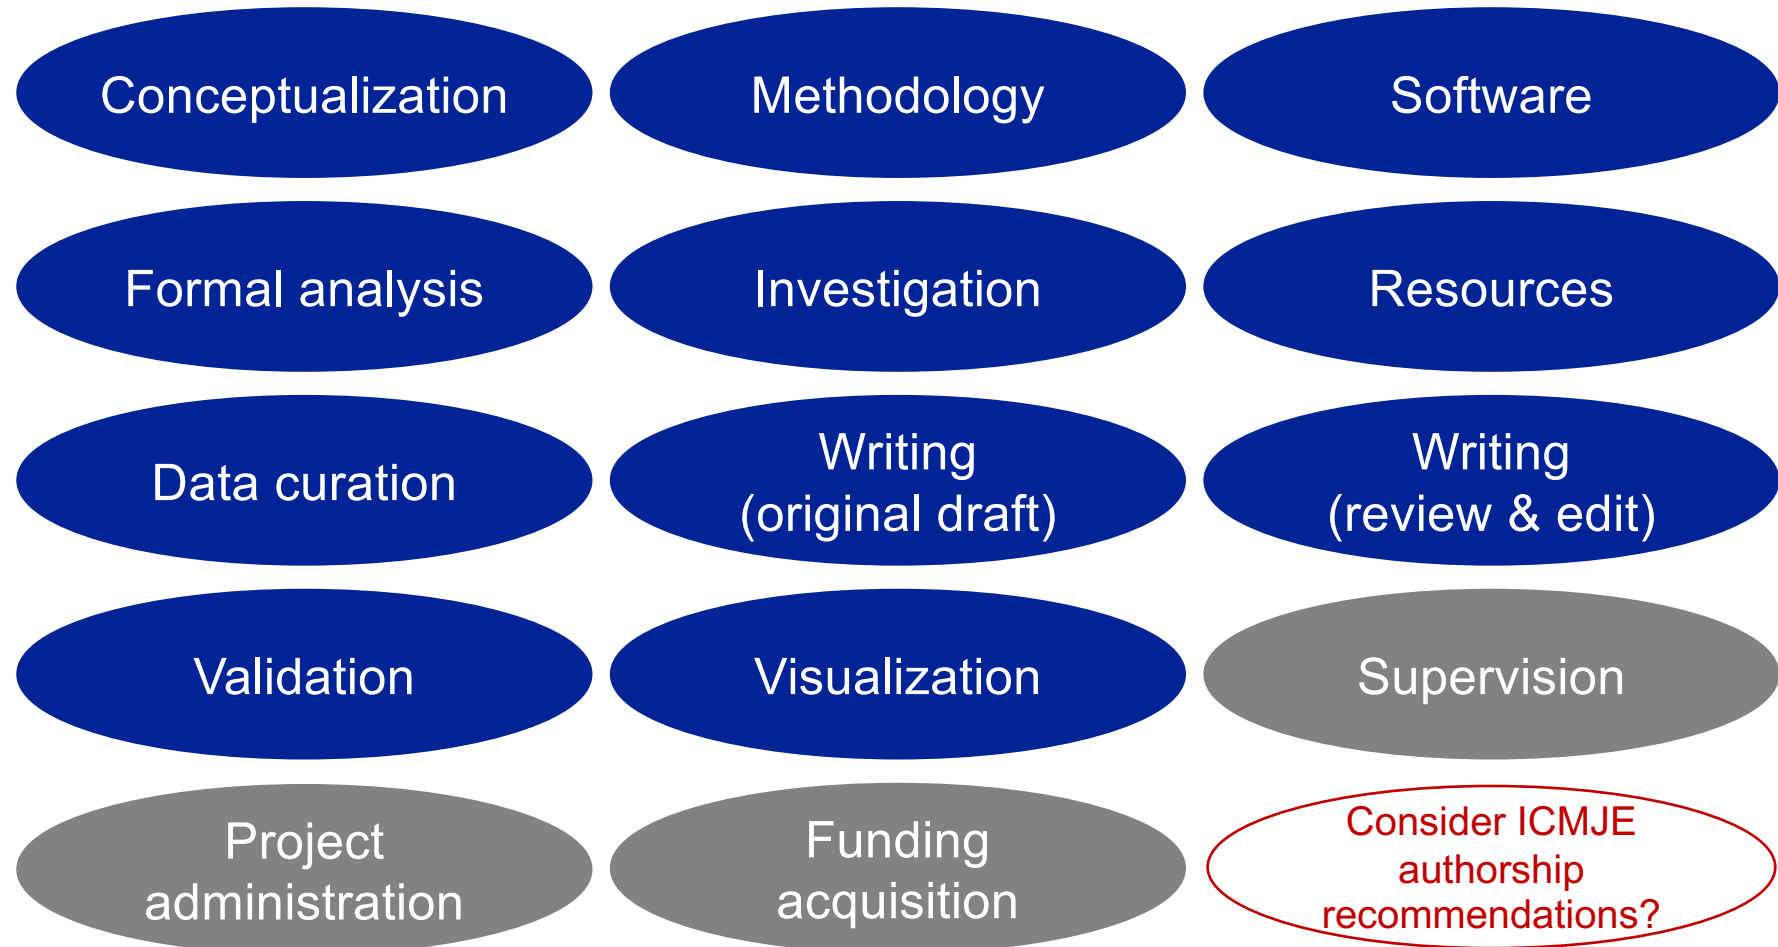 Conceptualization
Methodology
Software
Formal analysis
Investigation
Resources
Data curation
Writing
(original draft)
Writing
(review & edit)
Validation
Visualization
Supervision
Project
administration
Funding
acquisition
Consider ICMJE
authorship
recommendations?